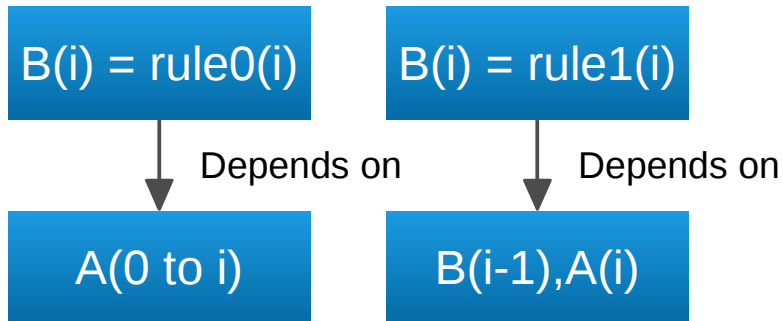 B(i) = rule0(i)
B(i) = rule1(i)
Depends on
Depends on
A(0 to i)
B(i-1),A(i)